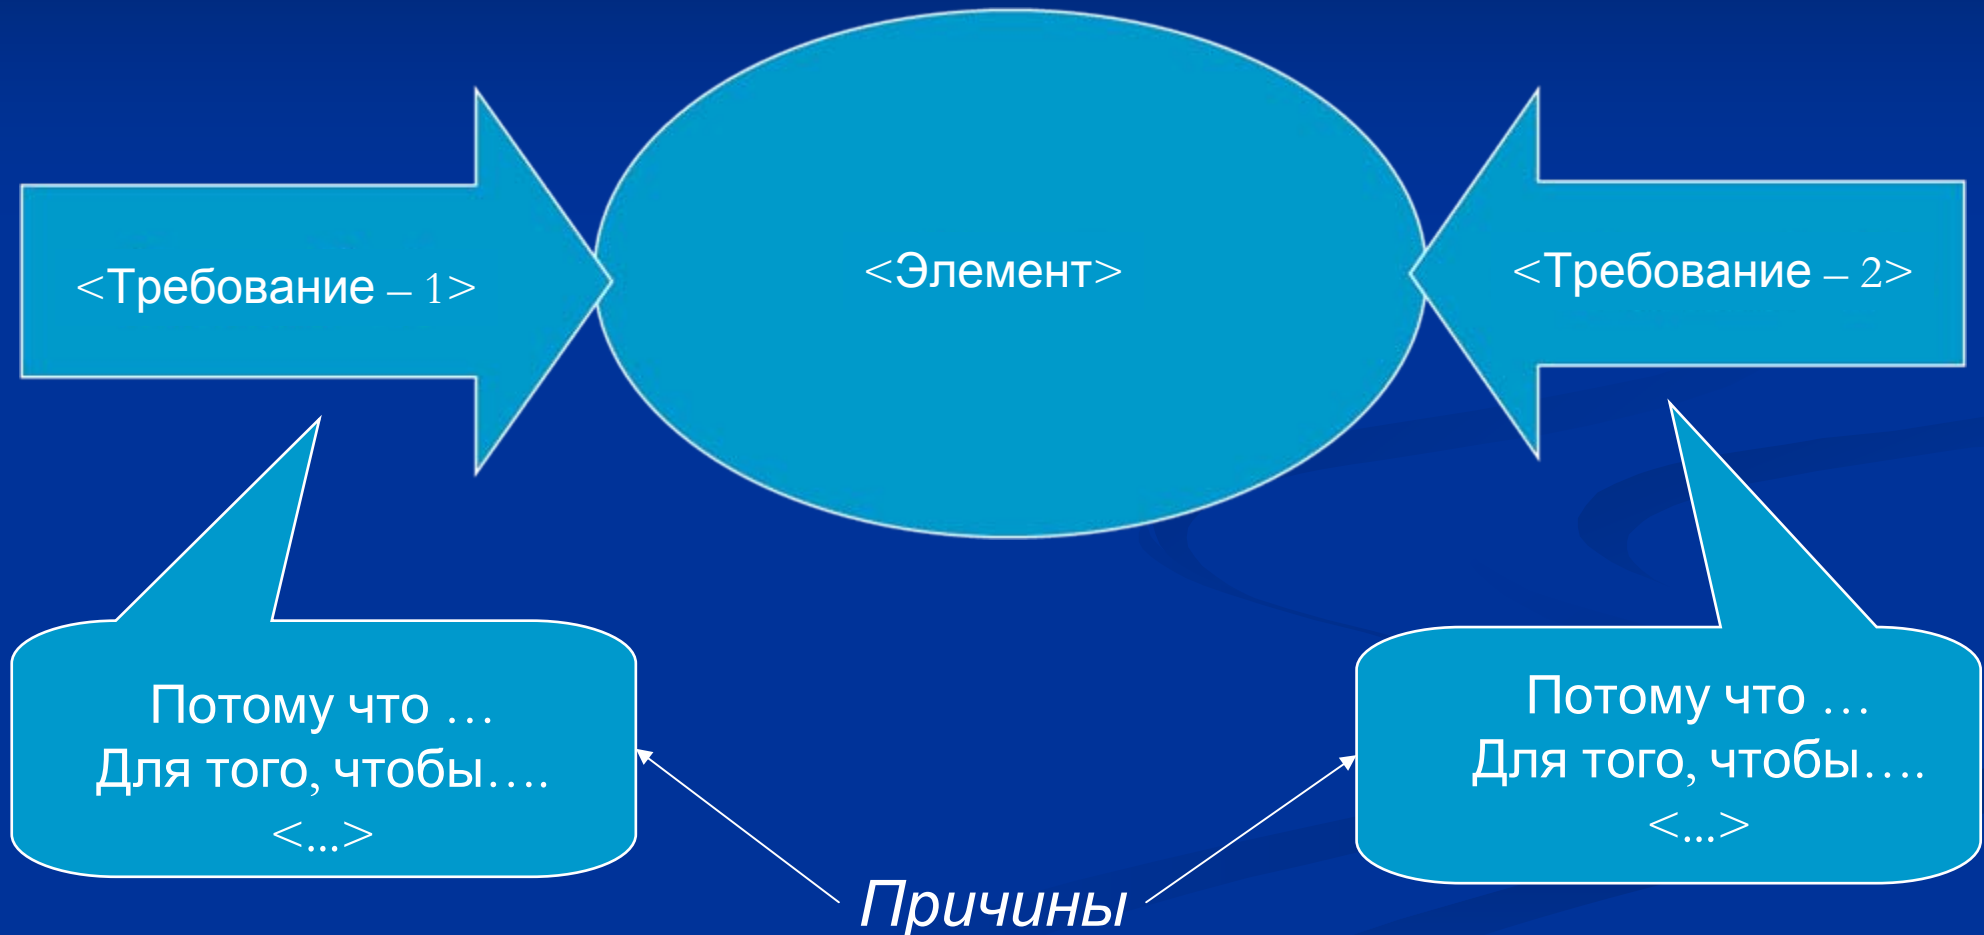 <Требование – 1>
<Элемент>
<Требование – 2>
Потому что …
Для того, чтобы….
<...>
Потому что …
Для того, чтобы….
<...>
Причины